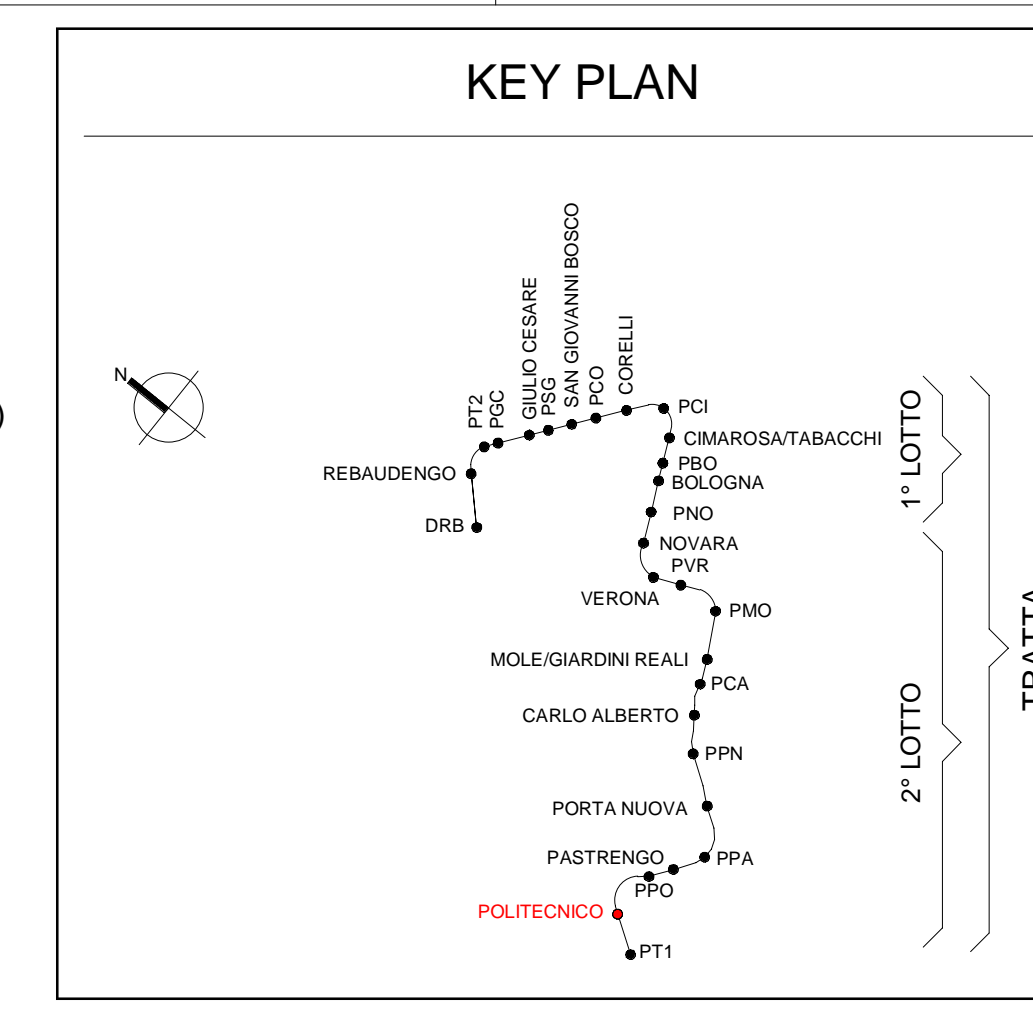 KEY PLAN
N
PT2
PGC
GIULIO CESARE
PSG
SAN GIOVANNI BOSCO
PCO
CORELLI
PCI
CIMAROSA/TABACCHI
REBAUDENGO
PBO
BOLOGNA
DRB
PNO
NOVARA
PVR
VERONA
PMO
MOLE/GIARDINI REALI
PCA
CARLO ALBERTO
PPN
PORTA NUOVA
PASTRENGO
PPA
PPO
POLITECNICO
PT1
1° LOTTO
2° LOTTO
TRATTA
)